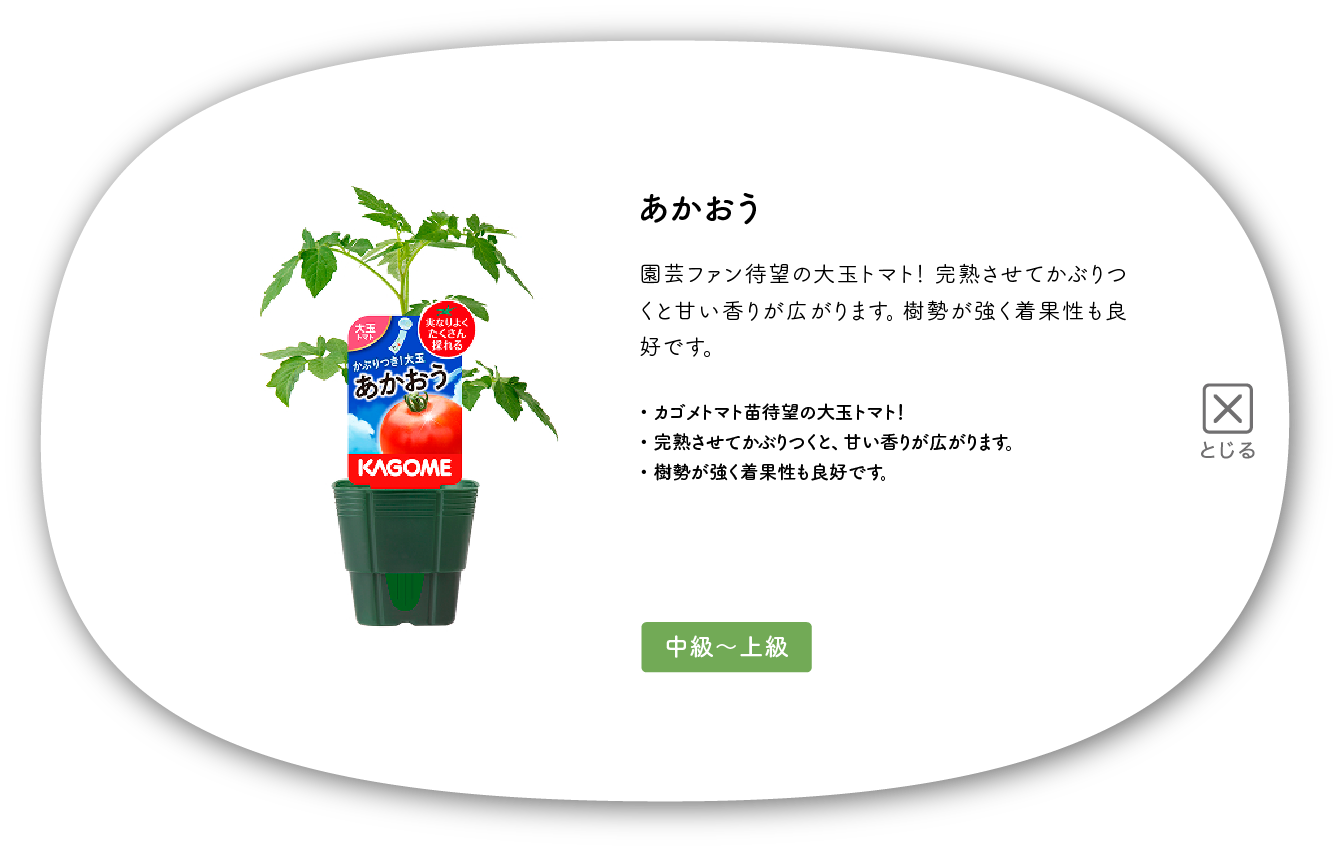 あかおう
園芸ファン待望の大玉トマト！ 完熟させてかぶりつ
くと甘い香りが広がります。樹勢が強く着果性も良
好です。
・カゴメトマト苗待望の大玉トマト！
・完熟させてかぶりつくと、甘い香りが広がります。
・樹勢が強く着果性も良好です。
中級〜上級
とじる
大玉
トマト
実なりよく
たくさん
採れる
かぶりつき！大玉
あかおう
KAGOME